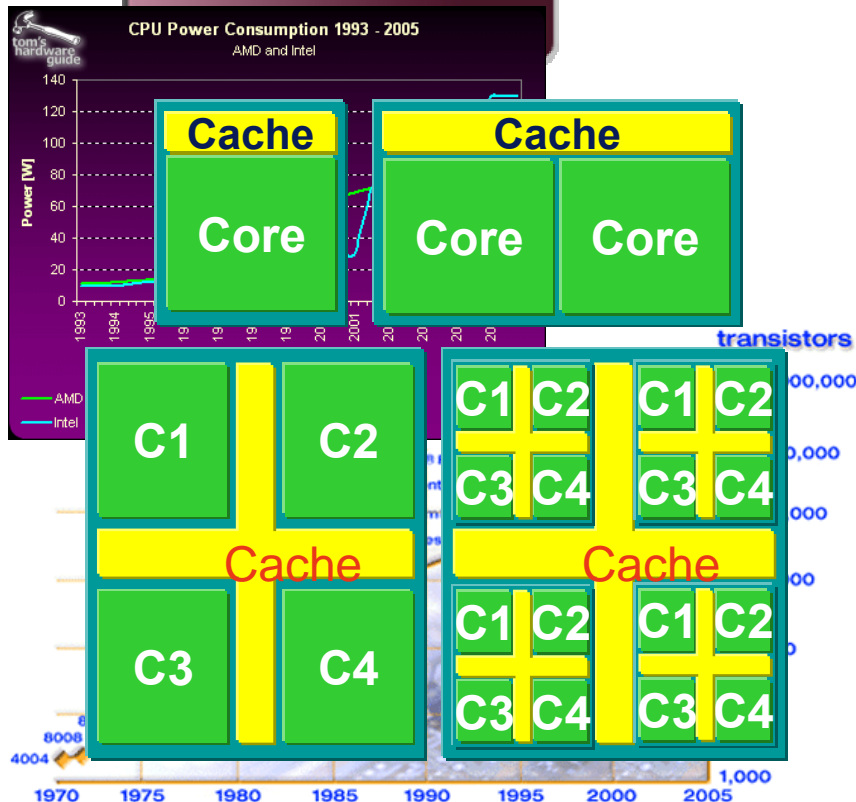 CPU Power Consumption 1993 - 2005
AMD and Intel
tom's
hardware
guide
140
120
100
80
60
40
20
0
Power [W]
1993
1994
1995
2001
AMD
Intel
Cache
Core
Cache
Core Core
transistors
C1 C2
Cache
C3 C4
C1 C2 C1 C2
C3 C4 C3 C4
Cache
C1 C2 C1 C2
C3 C4 C3 C4
8008
4004
1,000
1970 1975 1980 1985 1990 1995 2000 2005